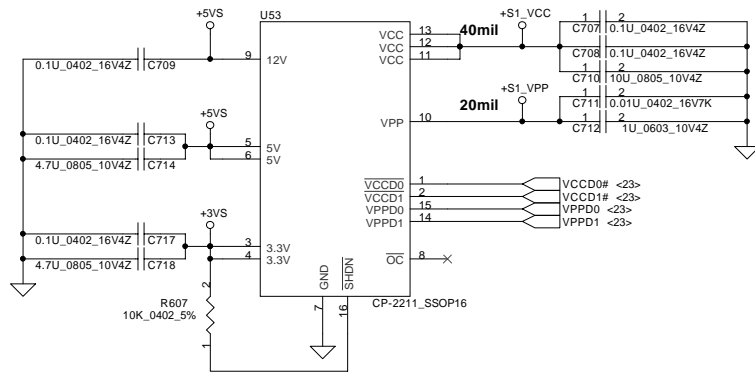 +5VS
U53
0.1U_0402_16V4Z C709
9 12V
VCC 13
VCC 12
VCC 11
40mil
+S1_VCC
1 2
C707 0.1U_0402_16V4Z
1 2
C708 0.1U_0402_16V4Z
1 2
C710 10U_0805_10V4Z
20mil
+S1_VPP
VPP 10
1 2
C711 0.01U_0402_16V7K
1 2
C712 1U_0603_10V4Z
+5VS
0.1U_0402_16V4Z C713
4.7U_0805_10V4Z C714
5 5V
6 5V
VCCD0 1 VCCD0# <23>
VCCD1 2 VCCD1# <23>
VPPD0 15 VPPD0 <23>
VPPD1 14 VPPD1 <23>
+3VS
0.1U_0402_16V4Z C717
4.7U_0805_10V4Z C718
3 3.3V
4 3.3V
OC 8
GND
SHDN
7
16
CP-2211_SSOP16
2
R607
10K_0402_5%
1